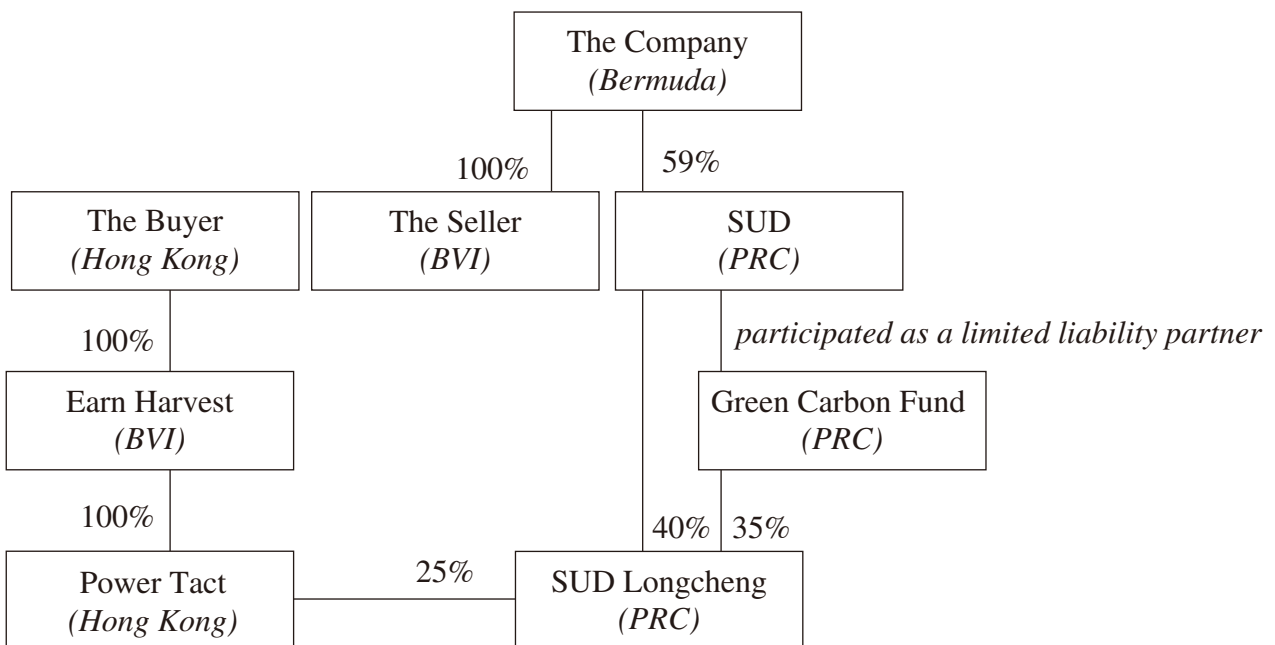 The Company
(Bermuda)
100%
59%
The Buyer
(Hong Kong)
The Seller
(BVI)
SUD
(PRC)
100%
participated as a limited liability partner
Earn Harvest
(BVI)
Green Carbon Fund
(PRC)
100%
40%
35%
Power Tact
(Hong Kong)
25%
SUD Longcheng
(PRC)